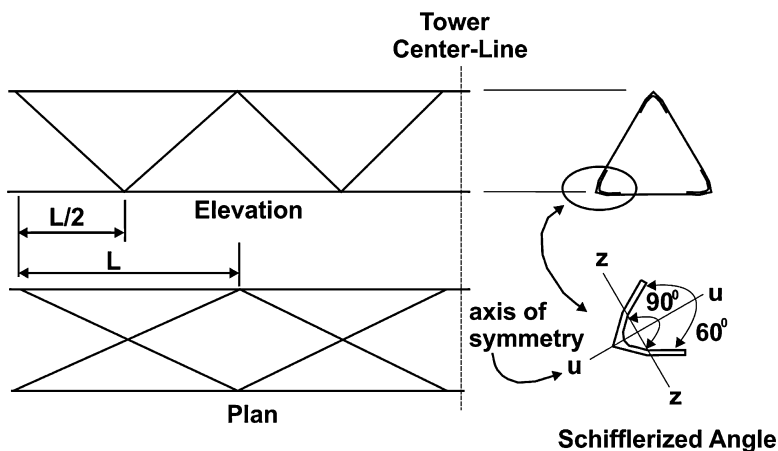 Tower
Center-Line
Elevation
L/2
L
Plan
axis of
symmetry
u
z
90⁰
u
60⁰
z
Schifflerized Angle